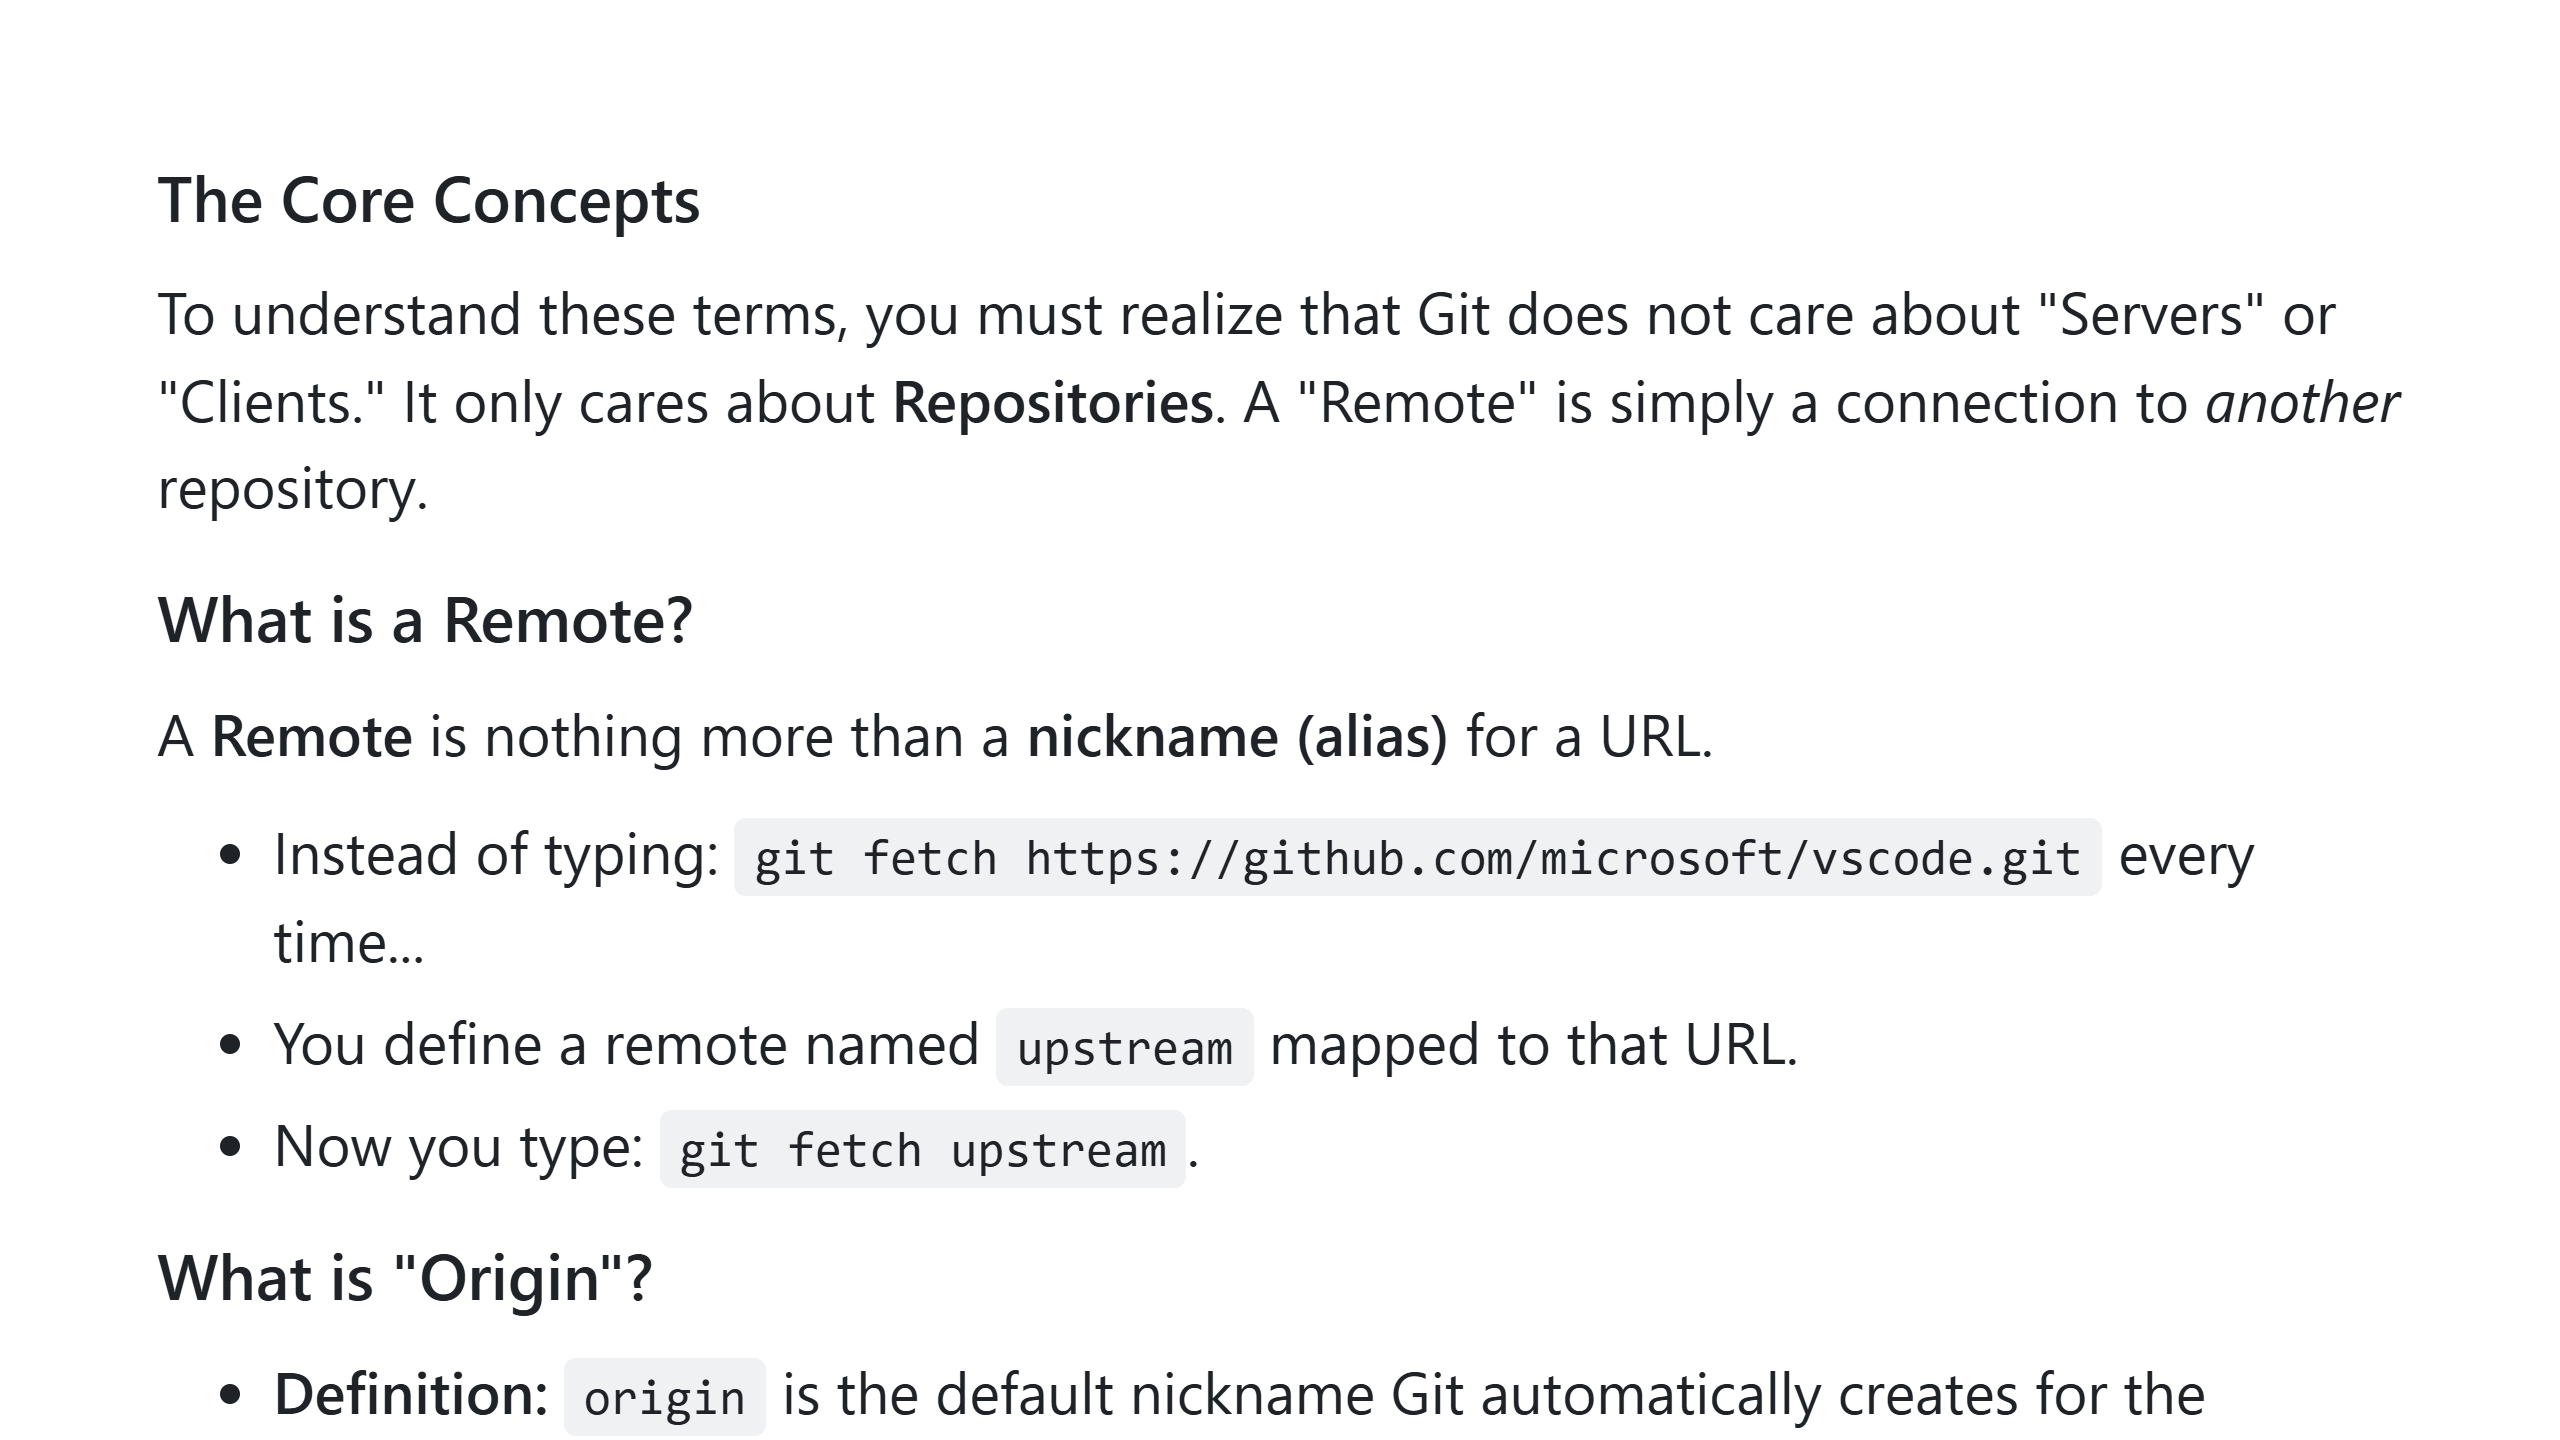 The Core Concepts
To understand these terms, you must realize that Git does not care about "Servers" or
"Clients." It only cares about Repositories. A "Remote" is simply a connection to another
repository.
What is a Remote?
A Remote is nothing more than a nickname (alias) for a URL.
• Instead of typing: git fetch https://github.com/microsoft/vscode.git every
time...
• You define a remote named upstream mapped to that URL.
• Now you type: git fetch upstream.
What is "Origin"?
• Definition: origin is the default nickname Git automatically creates for the